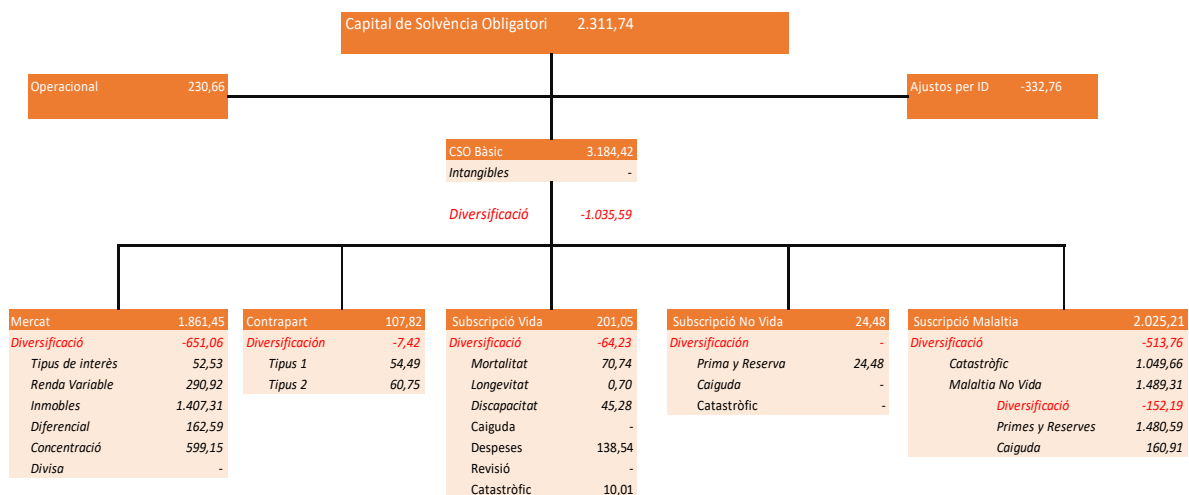 Capital de Solvència Obligatori 2.311,74
Operacional 230,66
Ajustos per ID -332,76
CSO Bàsic 3.184,42
Intangibles -
Diversificació -1.035,59
Mercat 1.861,45
Diversificació -651,06
Tipus de interès 52,53
Renda Variable 290,92
Inmobles 1.407,31
Diferencial 162,59
Concentració 599,15
Divisa -
Contrapart 107,82
Diversificación -7,42
Tipus 1 54,49
Tipus 2 60,75
Subscripció Vida 201,05
Diversificació -64,23
Mortalitat 70,74
Longevitat 0,70
Discapacitat 45,28
Caiguda -
Despeses 138,54
Revisió -
Catastròfic 10,01
Subscripció No Vida 24,48
Diversificación -
Prima y Reserva 24,48
Caiguda -
Catastròfic -
Suscripció Malaltia 2.025,21
Diversificació -513,76
Catastròfic 1.049,66
Malaltia No Vida 1.489,31
Diversificació -152,19
Primes y Reserves 1.480,59
Caiguda 160,91